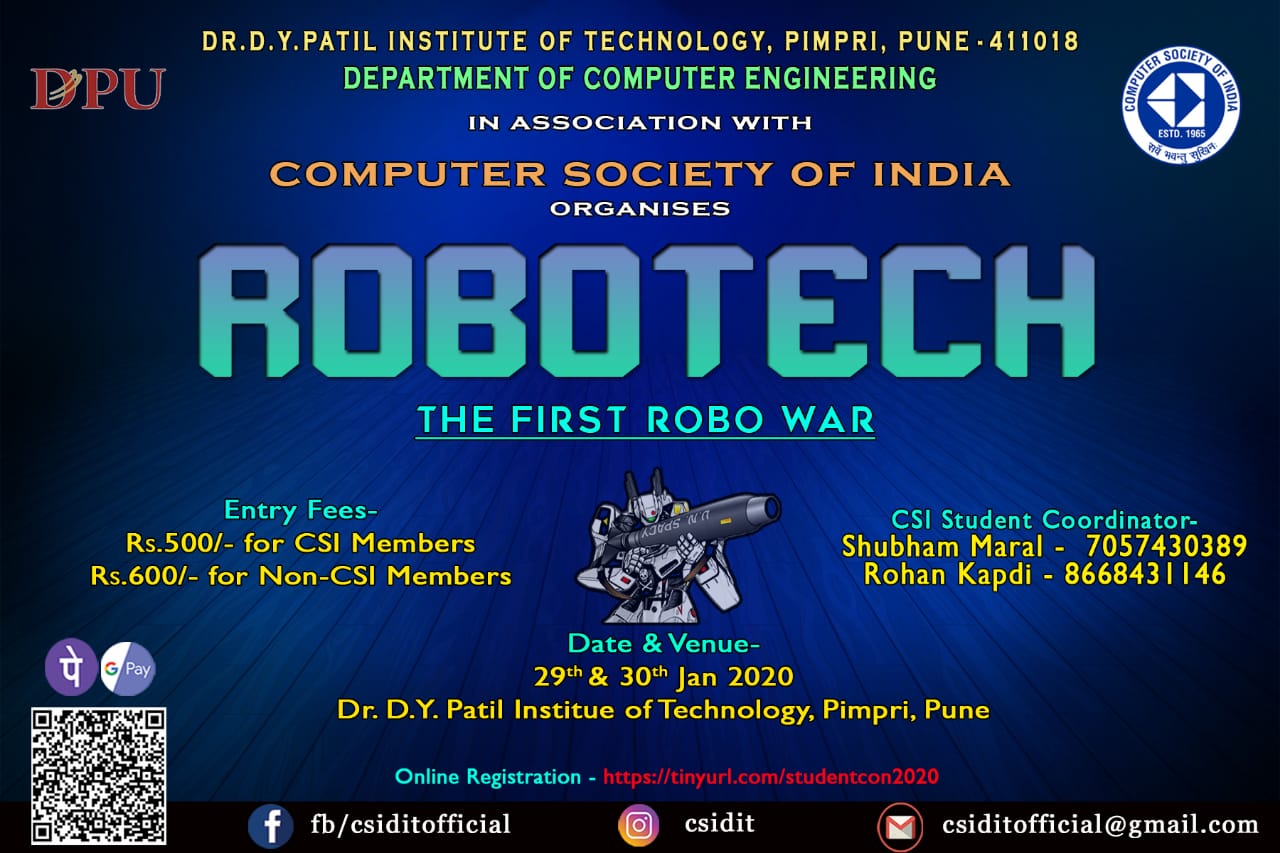 DR.D.Y.PATIL INSTITUTE OF TECHNOLOGY, PIMPRI, PUNE - 411018
DEPARTMENT OF COMPUTER ENGINEERING
DPU
IN ASSOCIATION WITH
COMPUTER SOCIETY OF INDIA
ESTD. 1965
सर्वे भवन्तु सुखिनः
COMPUTER SOCIETY OF INDIA
ORGANISES
ROBOTECH
THE FIRST ROBO WAR
Entry Fees-
Rs.500/- for CSI Members
Rs.600/- for Non-CSI Members
U.N. SPACY
CSI Student Coordinator-
Shubham Maral - 7057430389
Rohan Kapdi - 8668431146
Date & Venue-
29th & 30th Jan 2020
Dr. D.Y. Patil Institue of Technology, Pimpri, Pune
पे
G Pay
Online Registration - https://tinyurl.com/studentcon2020
fb/csiditofficial
csidit
csiditofficial@gmail.com